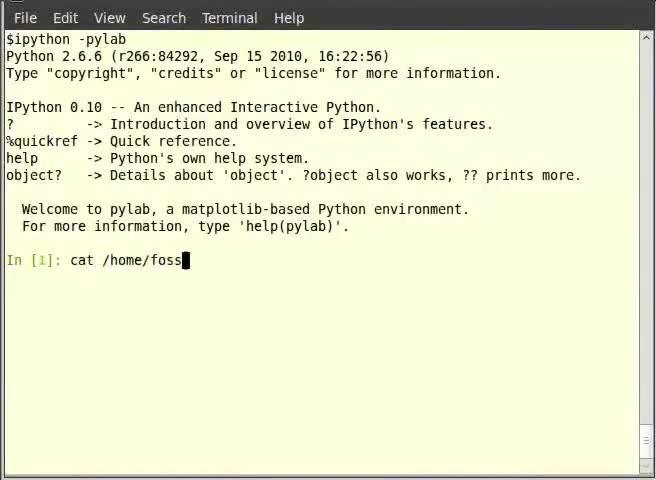 File Edit View Search Terminal Help
$ipython -pylab
Python 2.6.6 (r266:84292, Sep 15 2010, 16:22:56)
Type "copyright", "credits" or "license" for more information.
IPython 0.10 -- An enhanced Interactive Python.
? -> Introduction and overview of IPython's features.
%quickref -> Quick reference.
help -> Python's own help system.
object? -> Details about 'object'. ?object also works, ?? prints more.
Welcome to pylab, a matplotlib-based Python environment.
For more information, type 'help(pylab)'.
In [1]: cat /home/foss